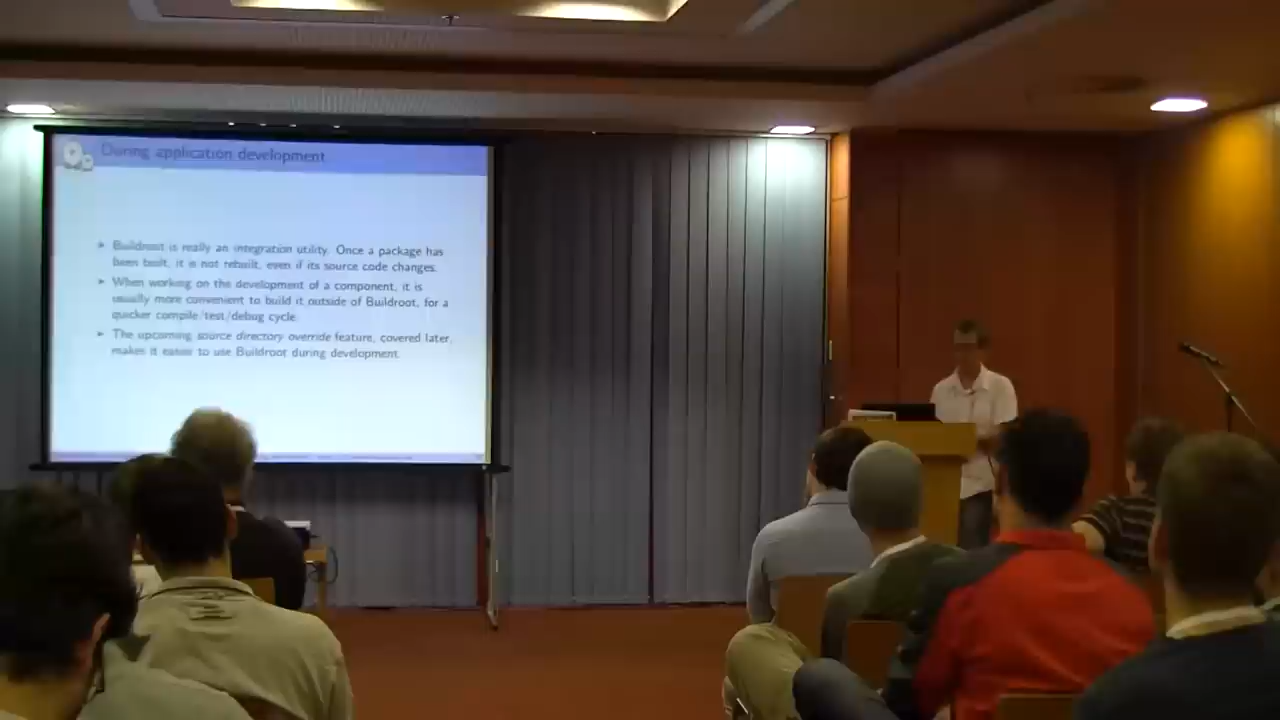 During application development
Buildroot is really an integration utility. Once a package has
been built, it is not rebuilt, even if its source code changes.
When working on the development of a component, it is
usually more convenient to build it outside of Buildroot, for a
quicker compile/test/debug cycle.
The upcoming source directory override feature, covered later,
makes it easier to use Buildroot during development.